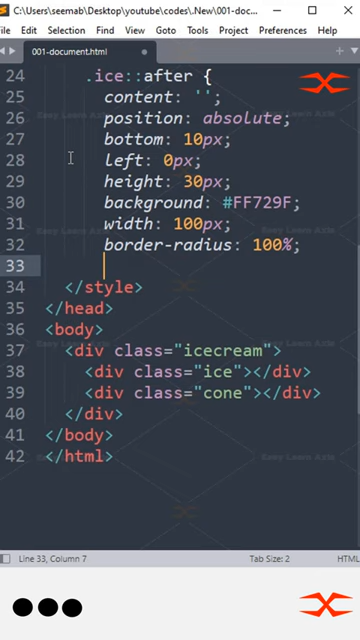 C:\Users\seemab\Desktop\youtube\codes\.New\001-doc
File Edit Selection Find View Goto Tools Project Preferences H
001-document.html
24 .ice::after {
25 content: '';
26 position: absolute;
27 bottom: 10px;
28 left: 0px;
29 height: 30px;
30 background: #FF729F;
31 width: 100px;
32 border-radius: 100%;
33
34 </style>
35 </head>
36 <body>
37 <div class="icecream">
38 <div class="ice"></div>
39 <div class="cone"></div>
40 </div>
41 </body>
42 </html>
Line 33, Column 7 Tab Size: 2 HTML